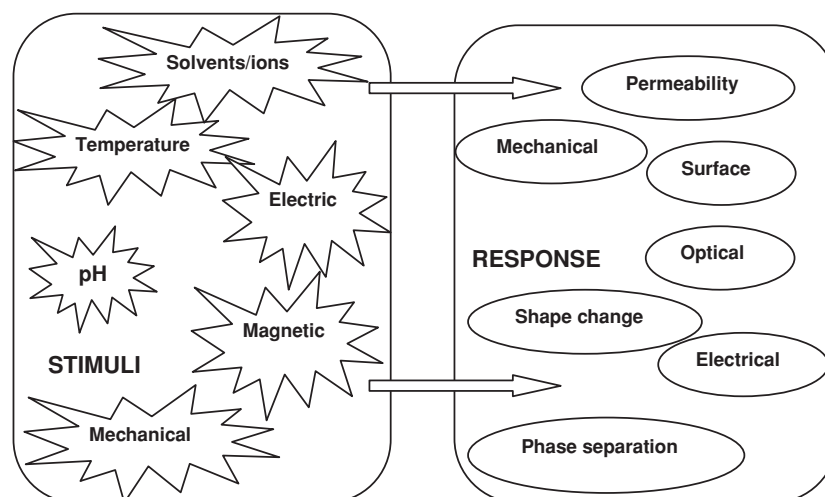 Solvents/ions
Temperature
Electric
pH
Magnetic
STIMULI
Mechanical
Permeability
Mechanical
Surface
RESPONSE
Optical
Shape change
Electrical
Phase separation